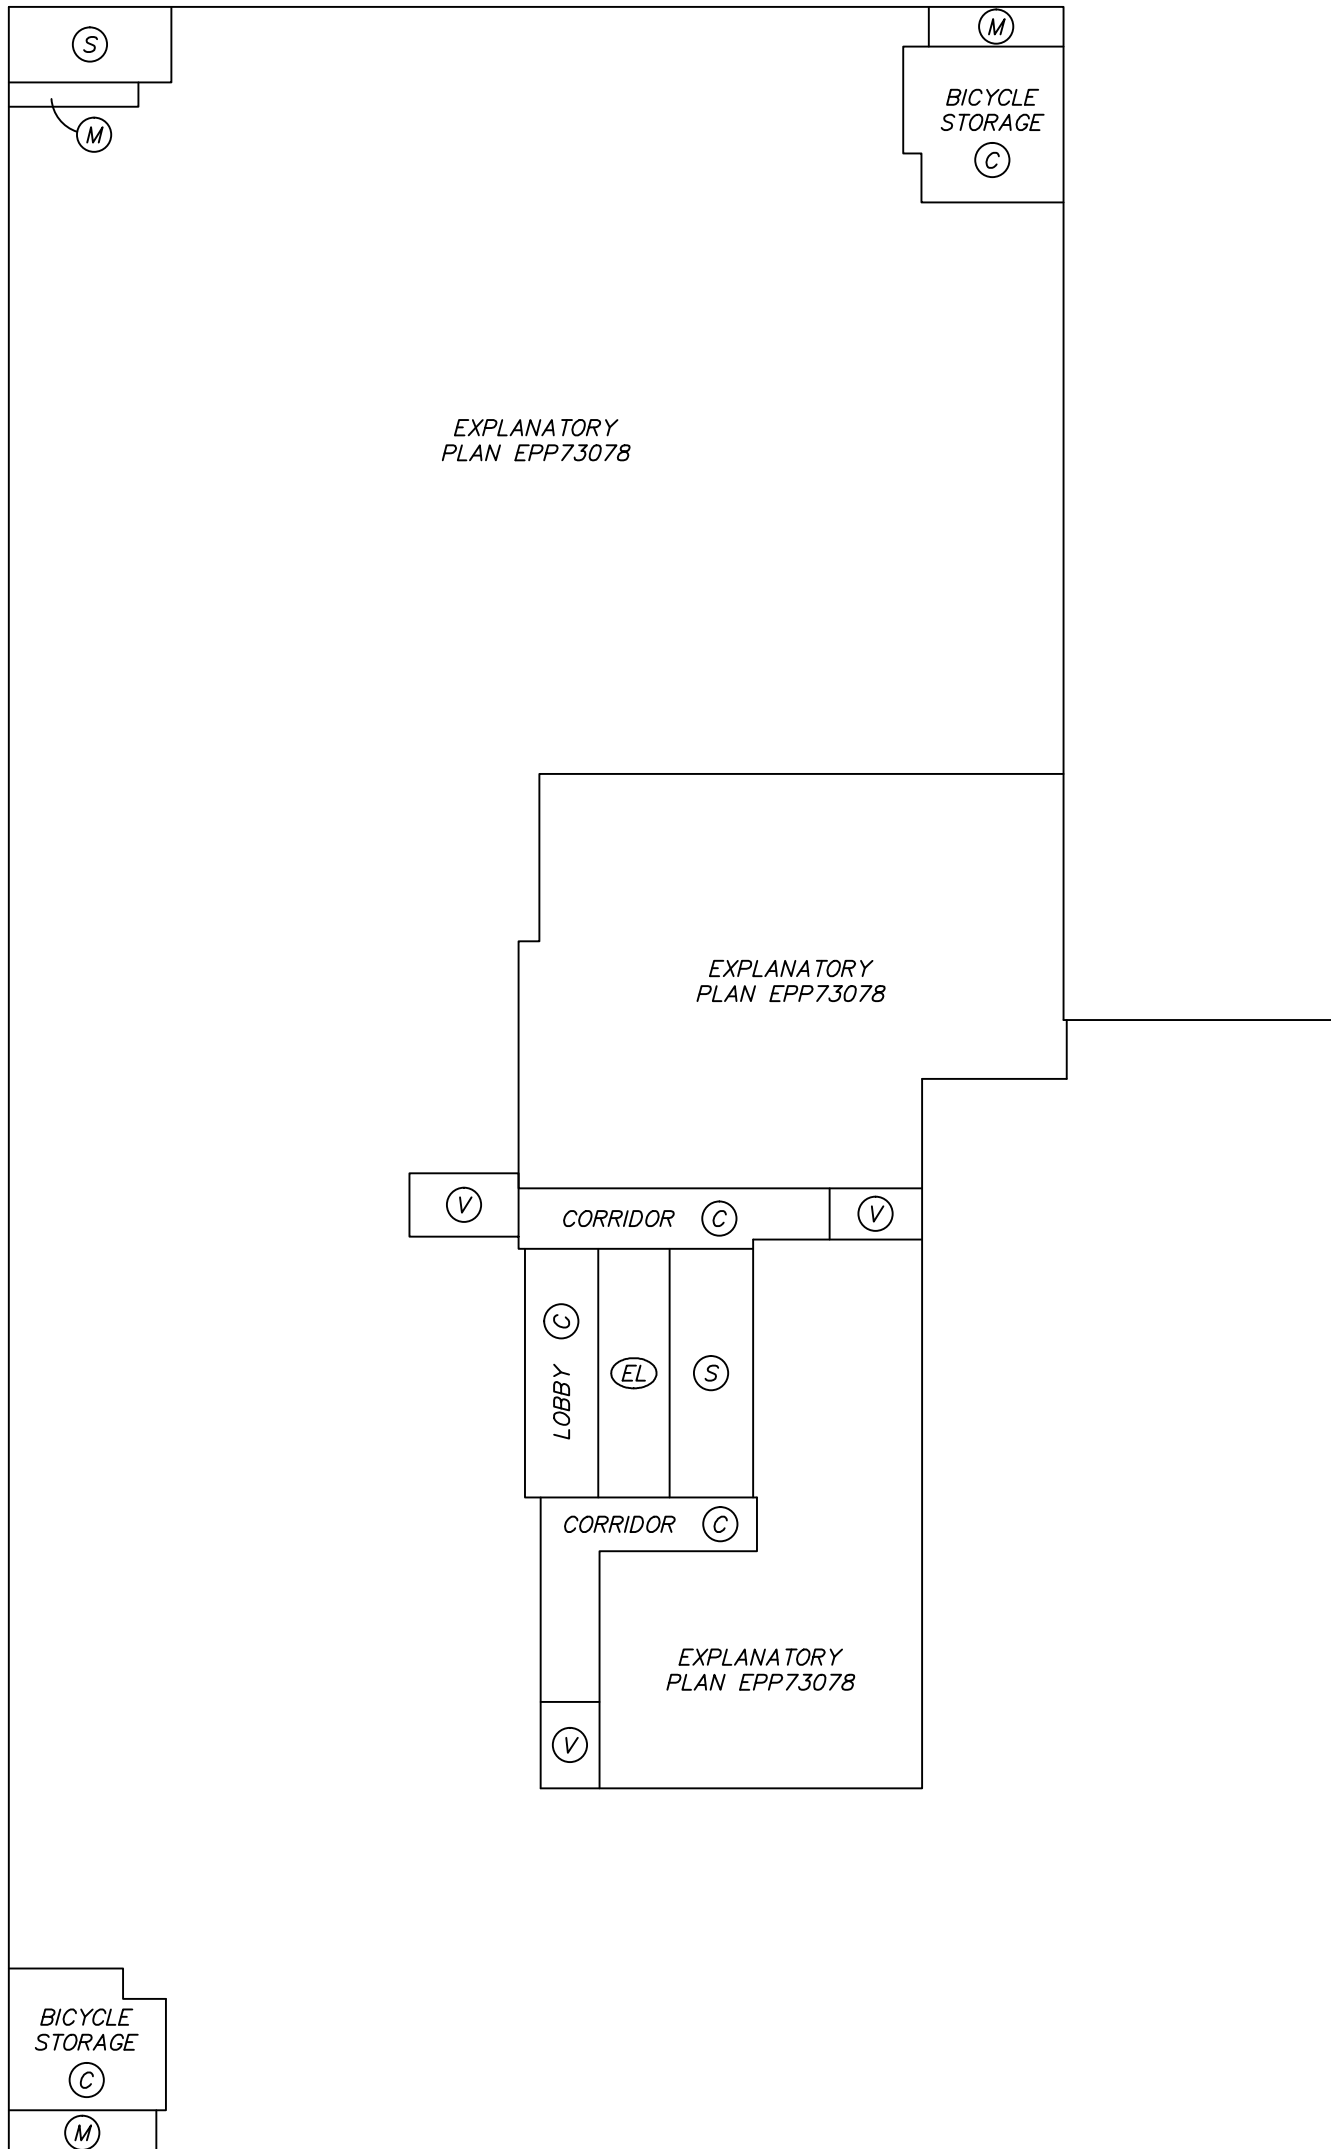 S
M
M
BICYCLE
STORAGE
C
EXPLANATORY
PLAN EPP73078
EXPLANATORY
PLAN EPP73078
V
CORRIDOR C
V
LOBBY C
EL
S
CORRIDOR C
EXPLANATORY
PLAN EPP73078
V
BICYCLE
STORAGE
C
M